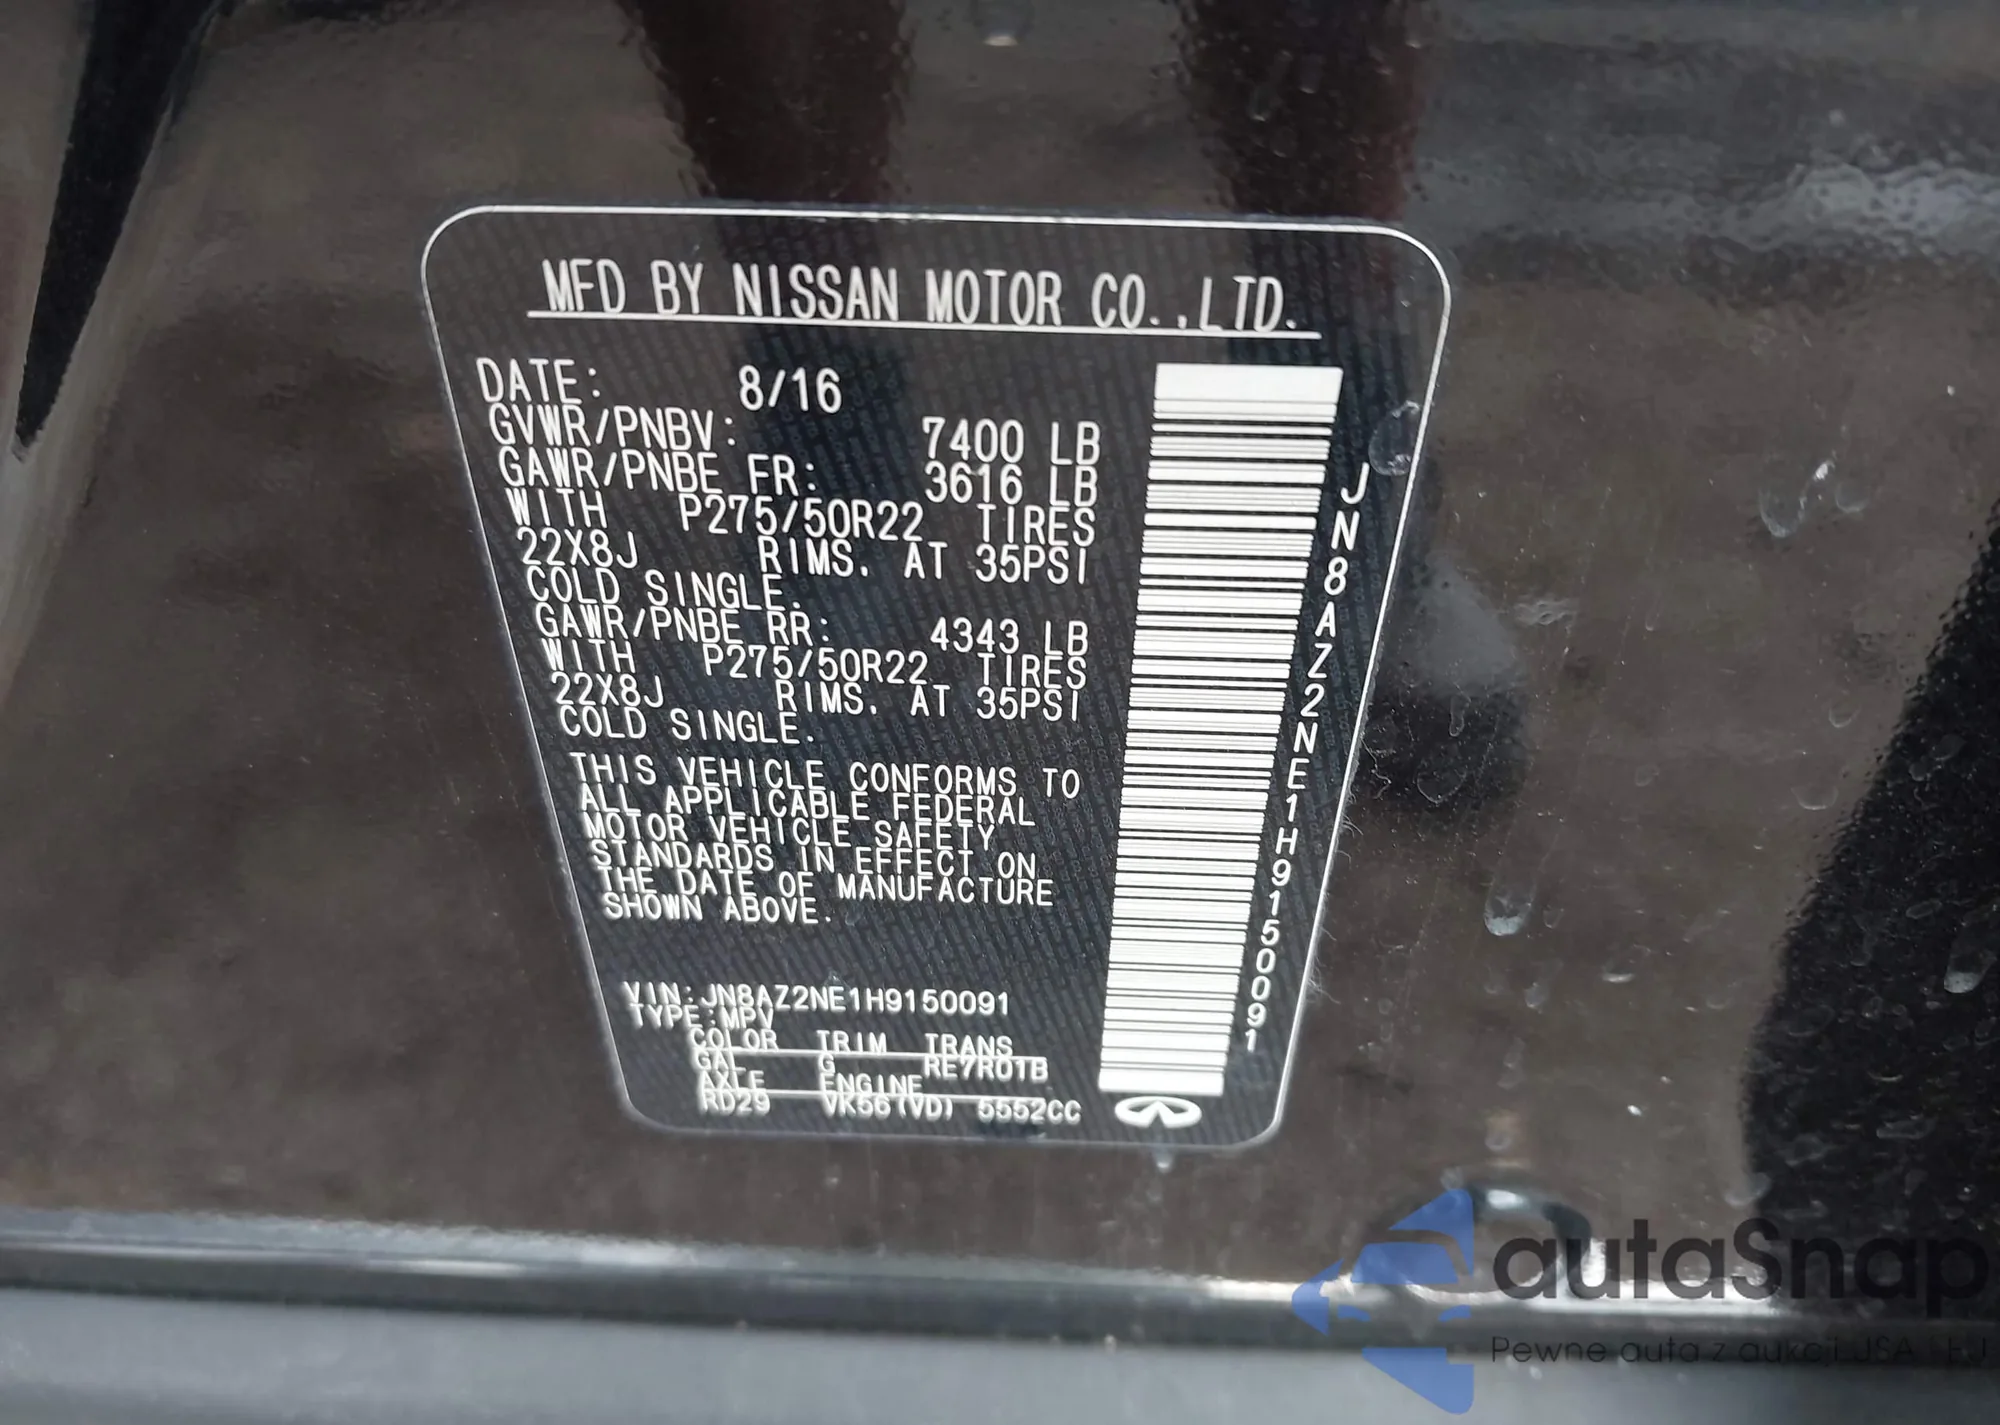 MFD BY NISSAN MOTOR CO.,LTD.
DATE: 8/16
GVWR/PNBV: 7400 LB
GAWR/PNBE FR: 3616 LB
WITH P275/50R22 TIRES
22X8J RIMS. AT 35PSI
COLD SINGLE.
GAWR/PNBE RR: 4343 LB
WITH P275/50R22 TIRES
22X8J RIMS. AT 35PSI
COLD SINGLE.
THIS VEHICLE CONFORMS TO
ALL APPLICABLE FEDERAL
MOTOR VEHICLE SAFETY
STANDARDS IN EFFECT ON
THE DATE OF MANUFACTURE
SHOWN ABOVE.
VIN:JN8AZ2NE1H9150091
TYPE:MPV
COLOR TRIM TRANS
GAL G RE7R01B
AXLE ENGINE
RD29 VK56(VD) 5552CC
JN8AZ2NE1H9150091
autaSnap
Pewne auta z aukcji USA i EU